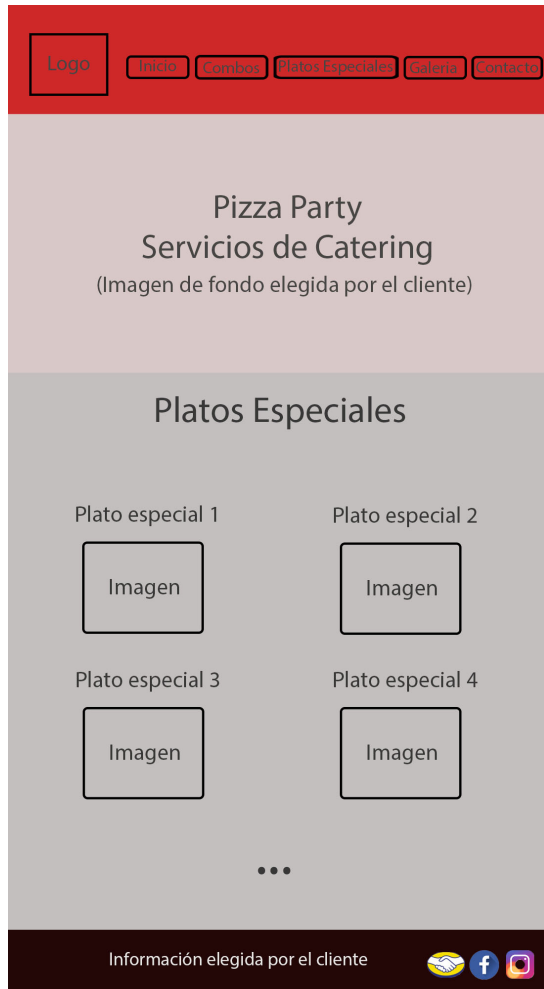 Logo
Inicio
Combos
Platos Especiales
Galeria
Contacto
Pizza Party
Servicios de Catering
(Imagen de fondo elegida por el cliente)
Platos Especiales
Plato especial 1
Plato especial 2
Imagen
Imagen
Plato especial 3
Plato especial 4
Imagen
Imagen
...
Información elegida por el cliente